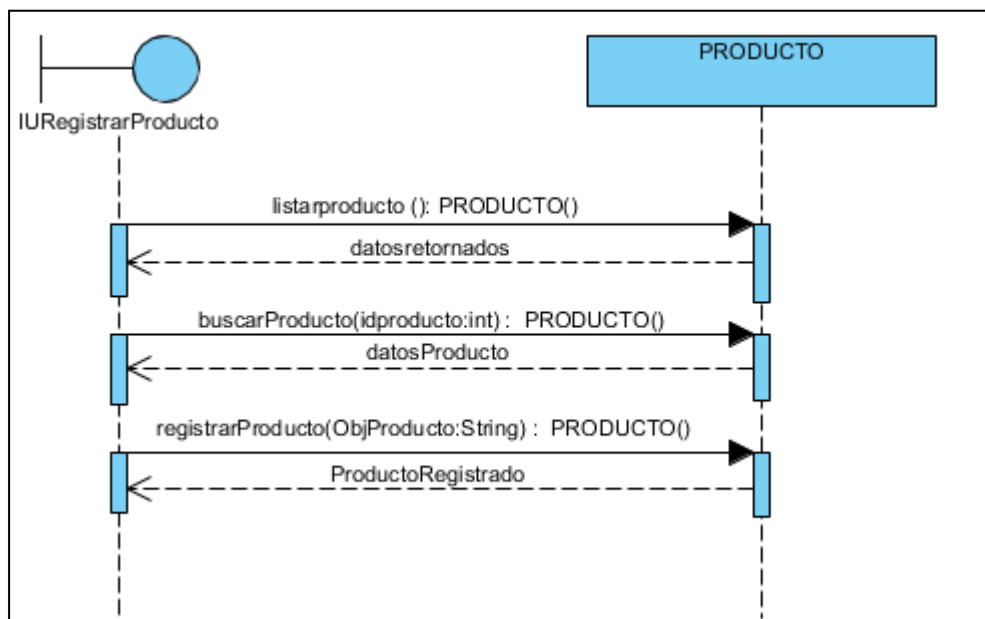 PRODUCTO
IURegistrarProducto
listarproducto (): PRODUCTO()
datosretornados
buscarProducto(idproducto:int) : PRODUCTO()
datosProducto
registrarProducto(ObjProducto:String) : PRODUCTO()
ProductoRegistrado